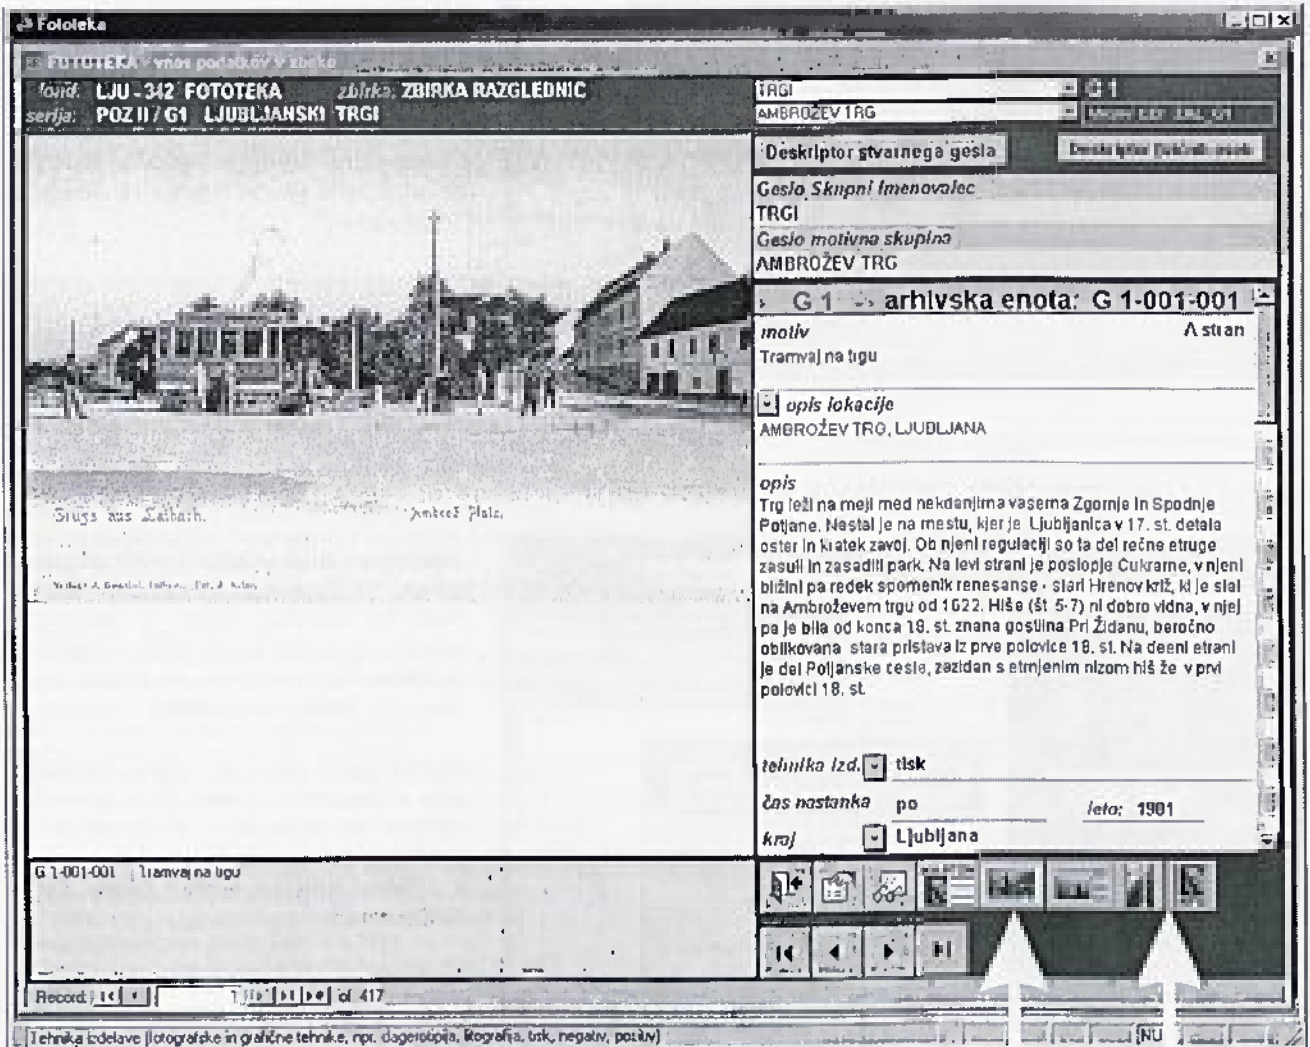 Fototeka
FOTOTEKA - vnos podatkov v zbirko
fond: LJU - 342 FOTOTEKA zbirka: ZBIRKA RAZGLEDNIC
serija: POZ II / G1 LJUBLJANSKI TRGI
TRGI G 1
AMBROŽEV TRG
Deskriptor stvarnega gesla
Geslo Skupni Imenovalec
TRGI
Geslo motivna skupina
AMBROŽEV TRG
G 1 -> arhivska enota: G 1-001-001
motiv A stran
Tramvaj na trgu
opis lokacije
AMBROŽEV TRG, LJUBLJANA
opis
Trg leži na meji med nekdanjima vasema Zgornje in Spodnje
Poljane. Nastal je na mestu, kjer je Ljubljanica v 17. st. delala
oster in kratek zavoj. Ob njeni regulaciji so ta del rečne struge
zasuli in zasadili park. Na levi strani je poslopje Cukrarne, v njeni
bližini pa redek spomenik renesanse - stari Hrenov križ, ki je stal
na Ambroževem trgu od 1622. Hiše (št 5-7) ni dobro vidna, v njej
pa je bila od konca 18. st. znana gostilna Pri Židanu, baročno
oblikovana stara pristava iz prve polovice 18. st. Na desni strani
je del Poljanske ceste, zazidan s strnjenim nizom hiš že v prvi
polovici 18. st.
Gruss aus Laibach. Ambrož Platz.
tehnika izd. tisk
čas nastanka po leto: 1901
kraj Ljubljana
G 1-001-001 Tramvaj na trgu
Record: 1 of 417
Tehnika izdelave (fotografske in grafične tehnike, npr. dagerotipija, litografija, tisk, negativ, pozitiv) NU